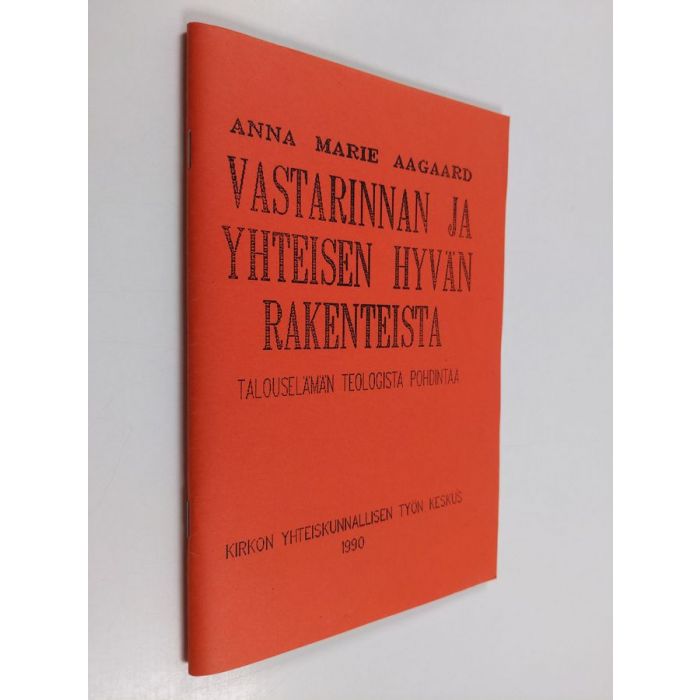 ANNA MARIE AAGAARD
VASTARINNAN JA
YHTEISEN HYVÄN
RAKENTEISTA
TALOUSELÄMÄN TEOLOGISTA POHDINTAA
KIRKON YHTEISKUNNALLISEN TYÖN KESKUS
1990